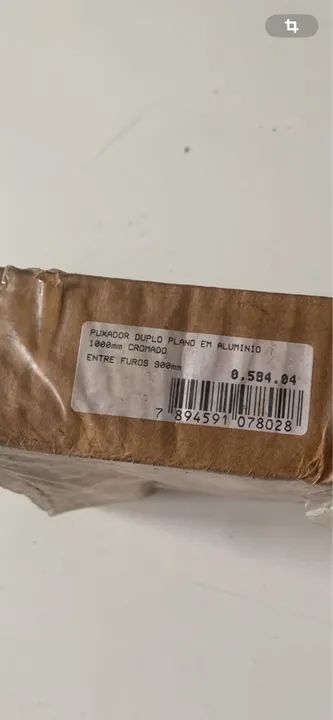 PUXADOR DUPLO PLANO EM ALUMINIO
1000mm CROMADO
ENTRE FUROS 900mm
0.584.04
7 894591 078028